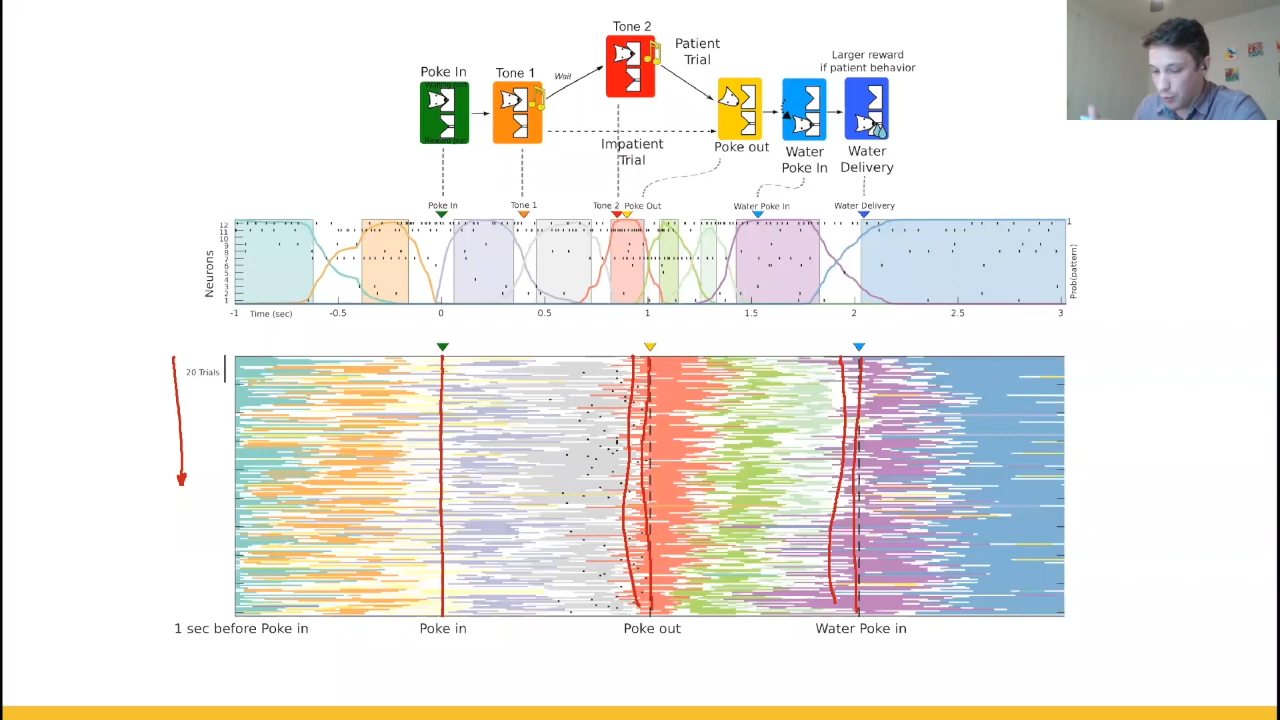 Tone 2
Patient
Trial
Larger reward
if patient behavior
Poke In
Tone 1
Wait
Waiting port
Reward port
Impatient
Trial
Poke out
Water
Poke In
Water
Delivery
Poke In
Tone 1
Tone 2
Poke Out
Water Poke In
Water Delivery
Neurons
12
11
10
9
8
7
6
5
4
3
2
1
1
Prob(pattern)
-1
Time (sec)
-0.5
0
0.5
1
1.5
2
2.5
3
20 Trials
1 sec before Poke in
Poke in
Poke out
Water Poke in